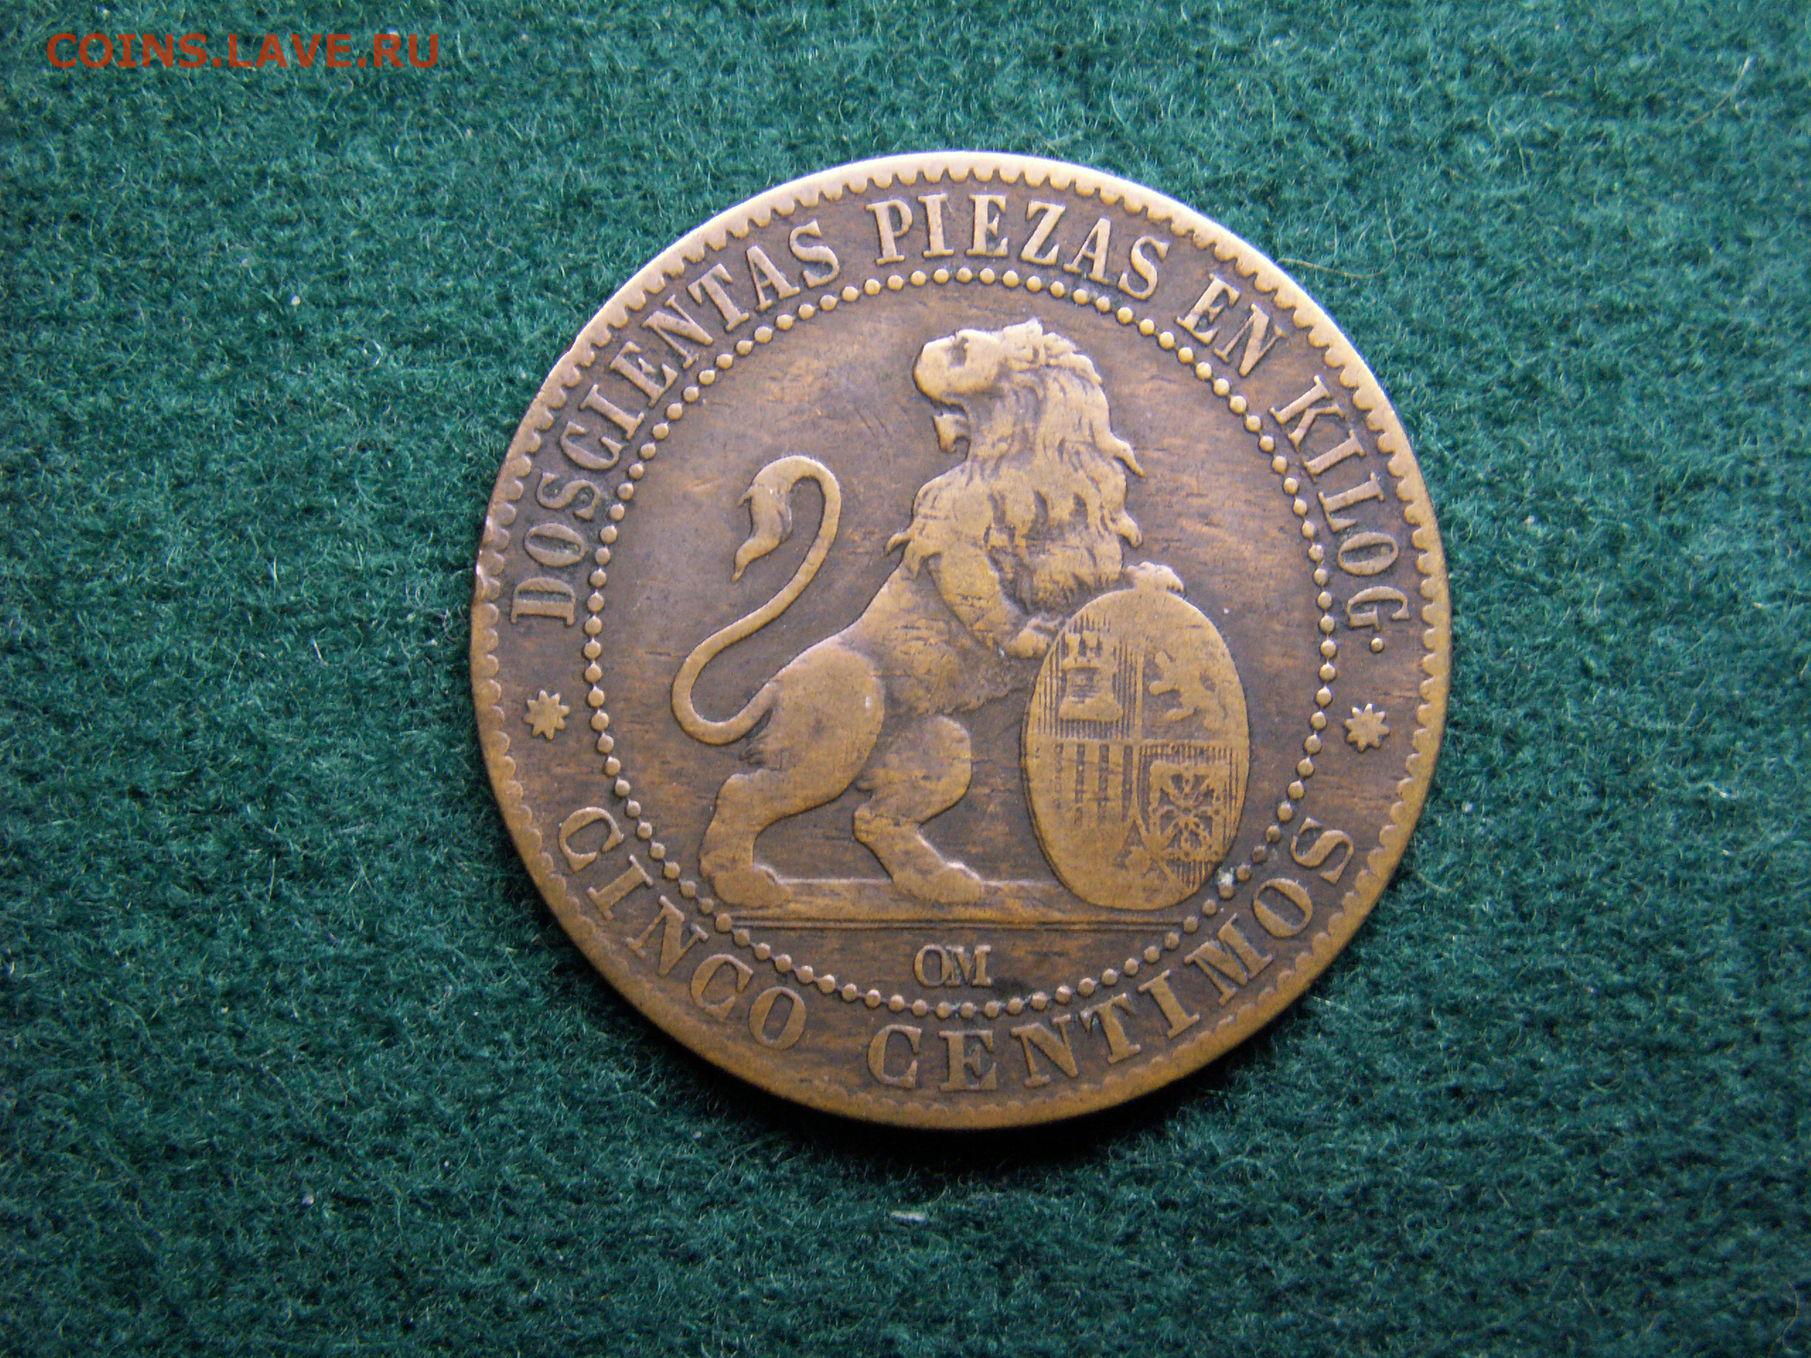 COINS.LAVE.RU
DOSCIENTAS PIEZAS EN KILOG.
OM
* CINCO CENTIMOS *